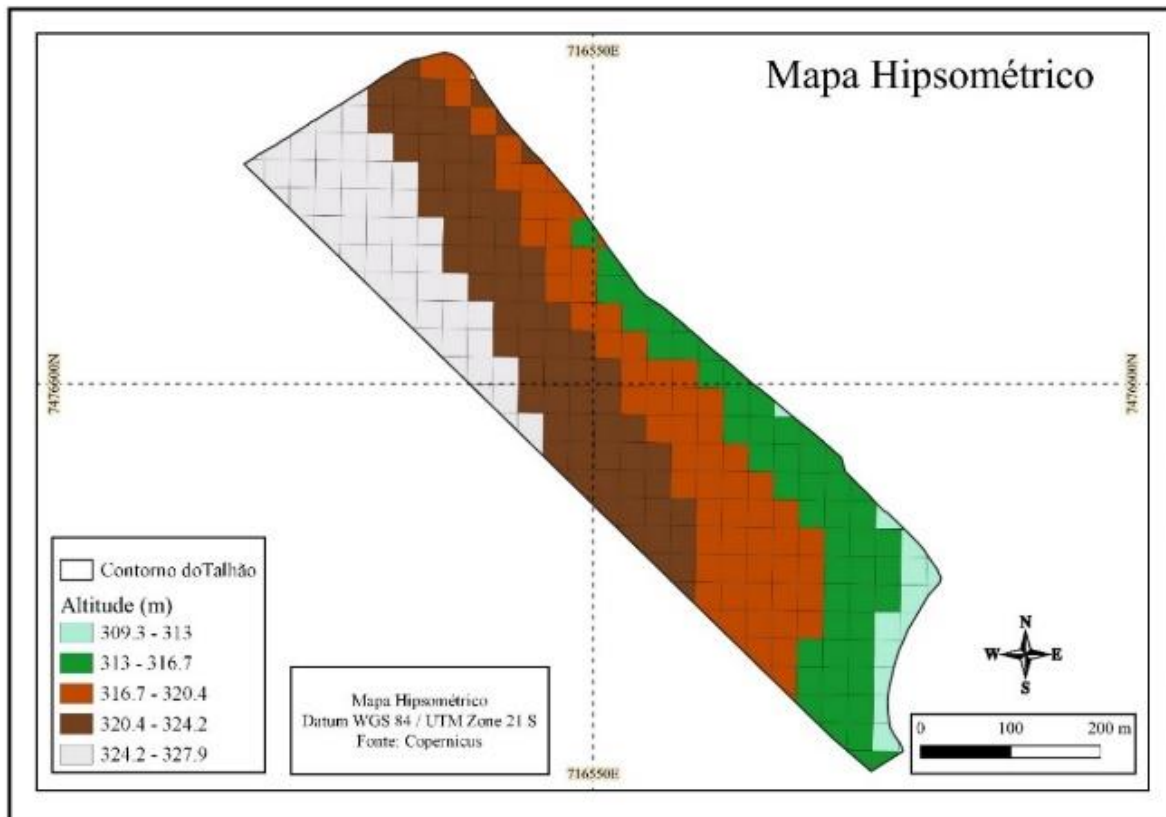 716550E
Mapa Hipsométrico
7476600N
7476600N
Contorno doTalhão
Altitude (m)
309.3 - 313
313 - 316.7
316.7 - 320.4
320.4 - 324.2
324.2 - 327.9
Mapa Hipsométrico
Datum WGS 84 / UTM Zone 21 S
Fonte: Copernicus
N
W E
S
0 100 200 m
716550E